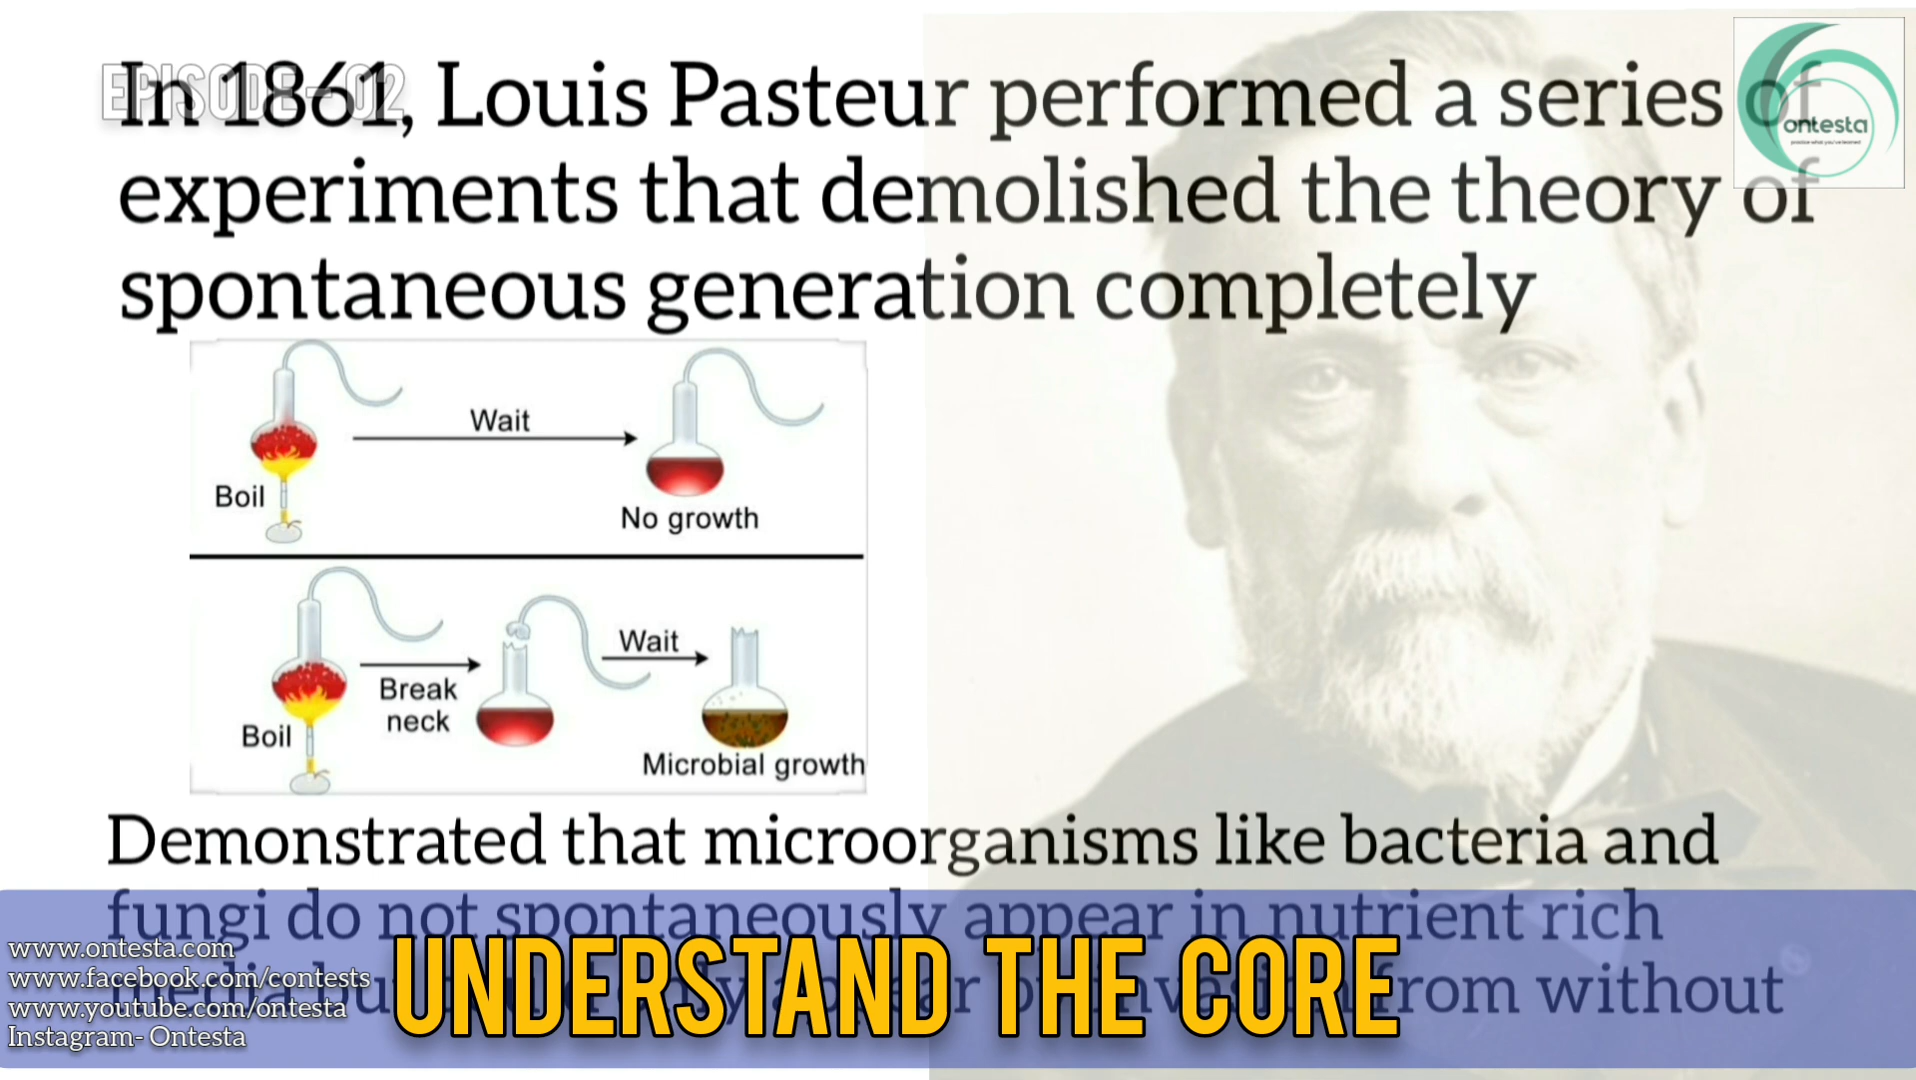 EPISODE - 02
In 1861, Louis Pasteur performed a series of
experiments that demolished the theory of
spontaneous generation completely
ontesta
Wait
Boil
No growth
Wait
Break
neck
Boil
Microbial growth
Demonstrated that microorganisms like bacteria and
fungi do not spontaneously appear in nutrient rich
from without
www.ontesta.com
www.facebook.com/contests
www.youtube.com/ontesta
Instagram- Ontesta
UNDERSTAND THE CORE